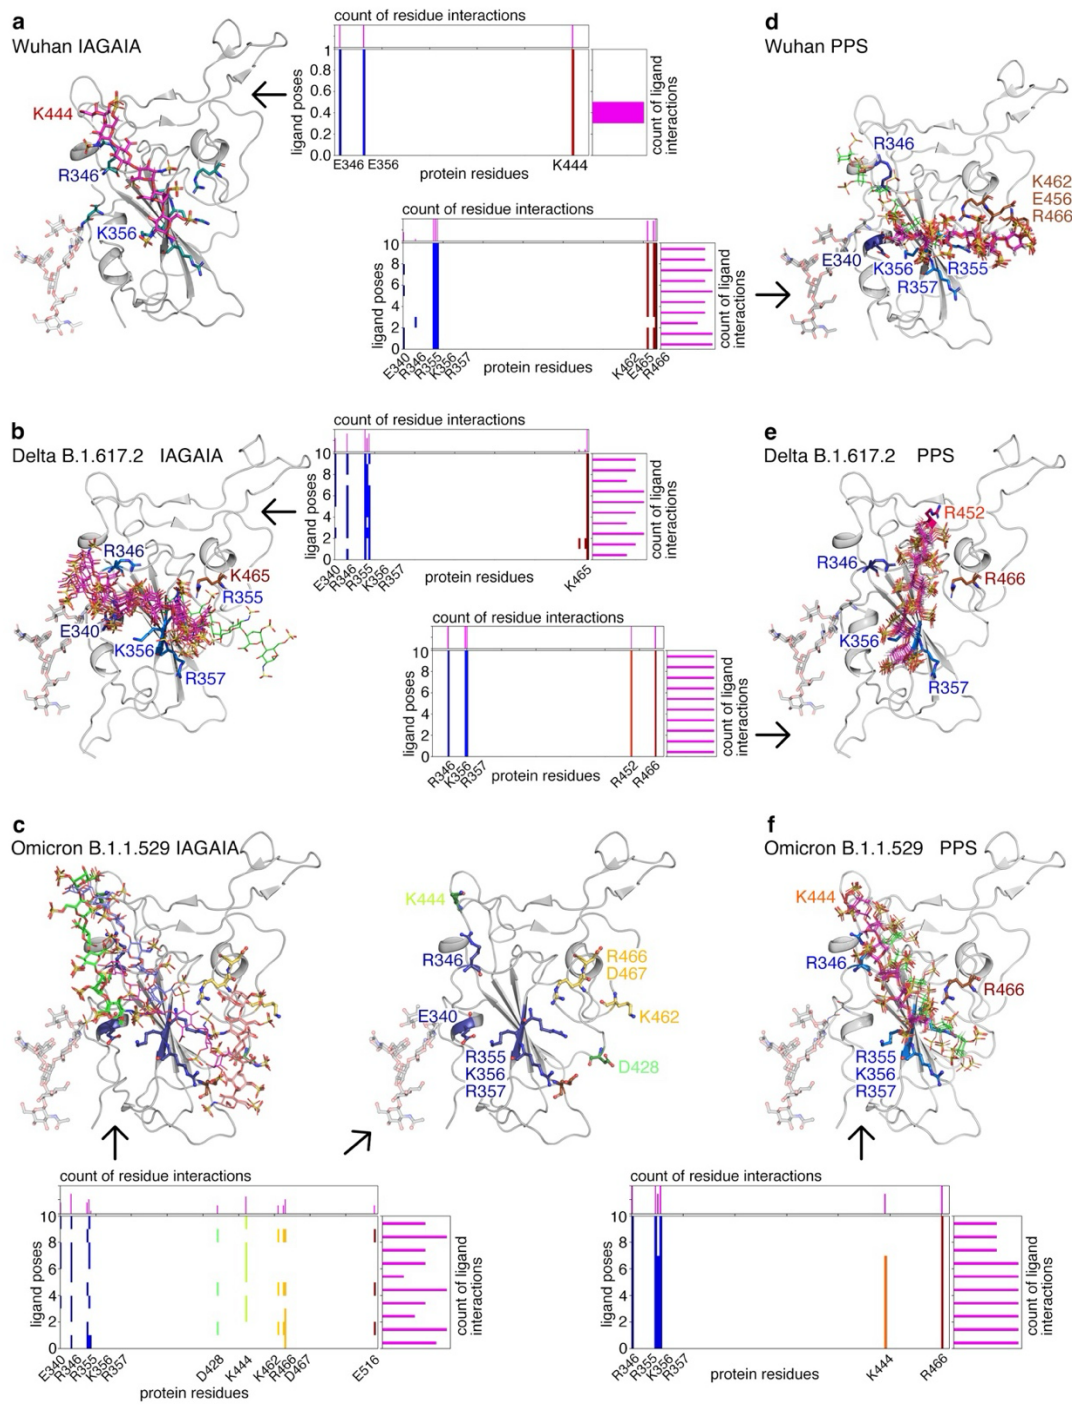 a
Wuhan IAGAIA
K444
R346
K356
count of residue interactions
ligand poses
1
0.8
0.6
0.4
0.2
0.0
E346 E356 K444
protein residues
count of ligand
interactions
d
Wuhan PPS
R346
K462
E456
R466
E340
K356
R355
R357
count of residue interactions
ligand poses
10
8
6
4
2
0
E340
R346
R355
K356
R357
protein residues
K462
E465
R466
count of ligand
interactions
b
Delta B.1.617.2 IAGAIA
R346
K465
R355
E340
K356
R357
count of residue interactions
ligand poses
10
8
6
4
2
0
E340
R346
R355
K356
R357
protein residues
K465
count of ligand
interactions
e
Delta B.1.617.2 PPS
R452
R346
R466
K356
R357
count of residue interactions
ligand poses
10
8
6
4
2
0
R346
K356
R357
protein residues
R452
R466
count of ligand
interactions
c
Omicron B.1.1.529 IAGAIA
K444
R346
R466
D467
E340
K462
R355
K356
R357
D428
f
Omicron B.1.1.529 PPS
K444
R346
R466
R355
K356
R357
count of residue interactions
ligand poses
10
8
6
4
2
0
E340
R346
R355
K356
R357
D428
K444
K462
R466
D467
E516
protein residues
count of ligand
interactions
count of residue interactions
ligand poses
10
8
6
4
2
0
R346
R355
K356
R357
protein residues
K444
R466
count of ligand
interactions